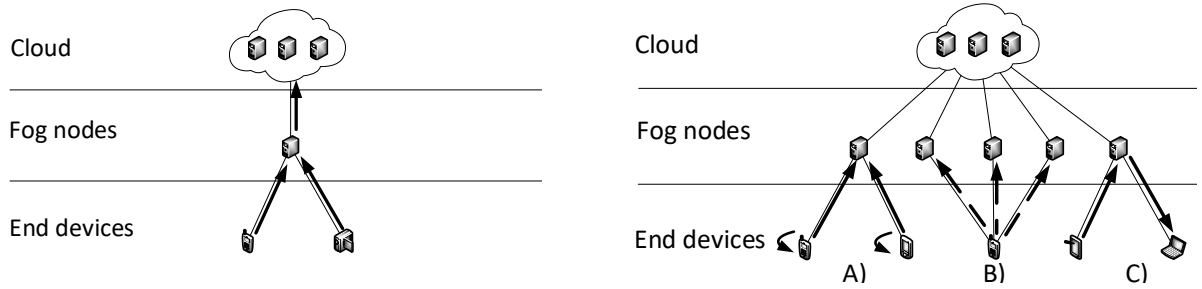 Cloud
Fog nodes
End devices
Cloud
Fog nodes
End devices
A)
B)
C)